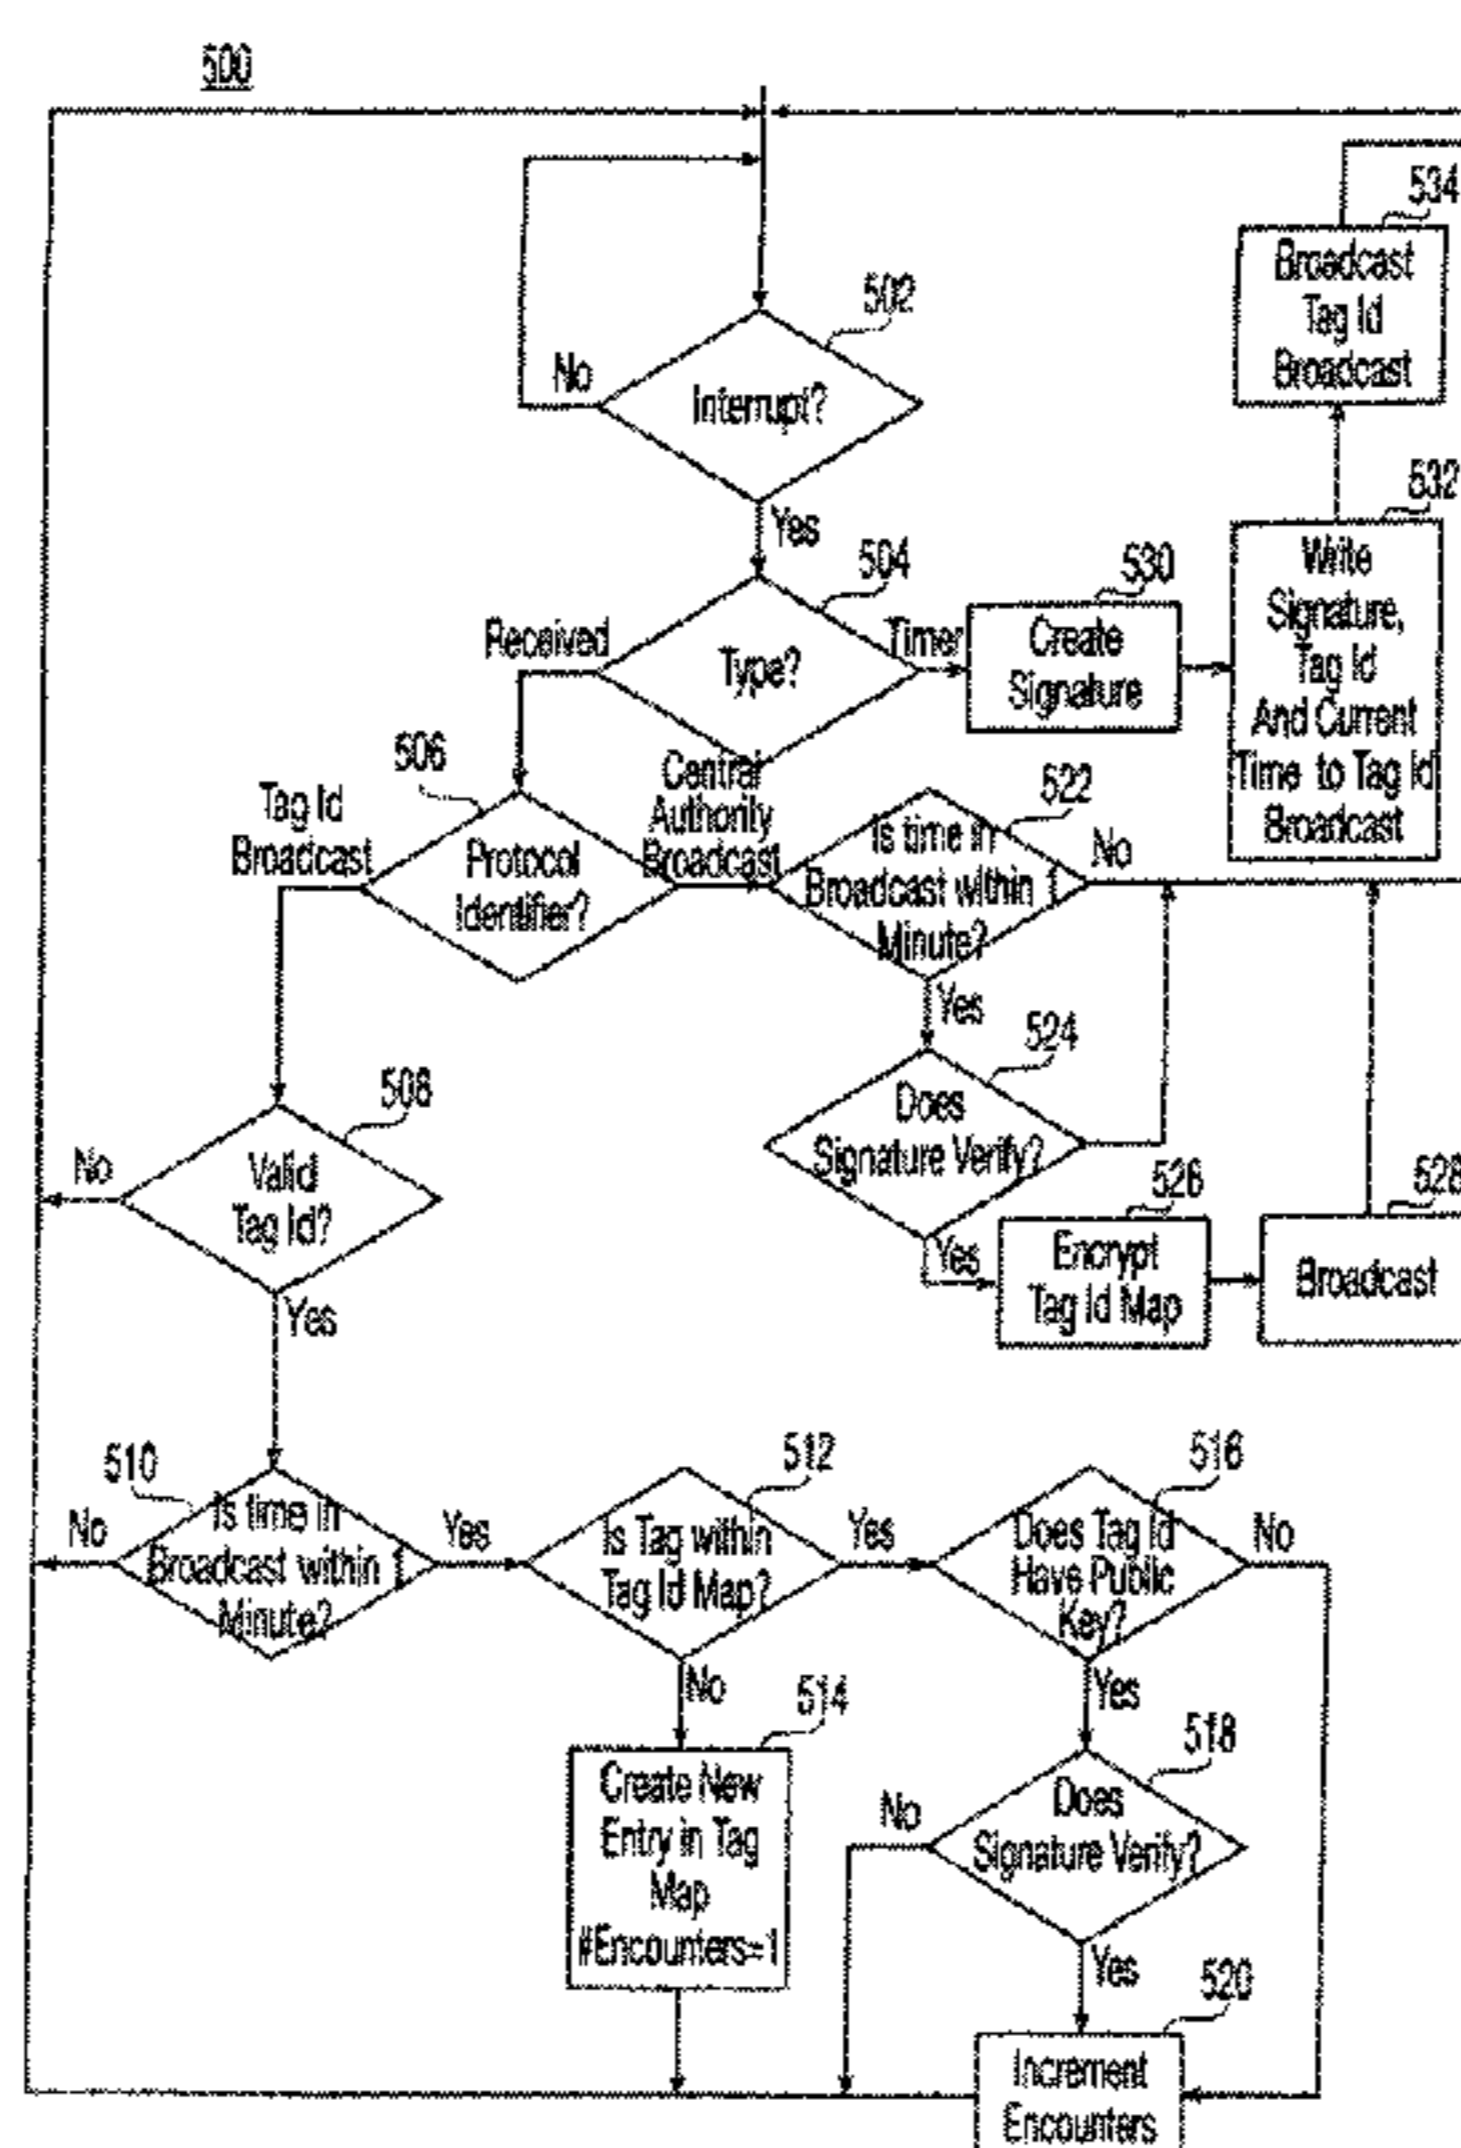 500
534
Broadcast
Tag Id
Broadcast
502
No
Interrupt?
Yes
532
Write
Signature,
Tag Id
And Current
Time to Tag Id
Broadcast
504
530
Received
Type?
Timer
Create
Signature
506
Tag Id
Broadcast
Protocol
Identifier?
Central
Authority
Broadcast
522
Is time in
Broadcast within 1
Minute?
No
Yes
524
Does
Signature Verify?
Yes
526
Encrypt
Tag Id Map
528
Broadcast
508
No
Valid
Tag Id?
Yes
510
No
Is time in
Broadcast within 1
Minute?
Yes
512
Is Tag within
Tag Id Map?
Yes
No
516
Does Tag Id
Have Public
Key?
No
Yes
514
Create New
Entry in Tag
Map
#Encounters=1
518
No
Does
Signature Verify?
Yes
520
Increment
Encounters